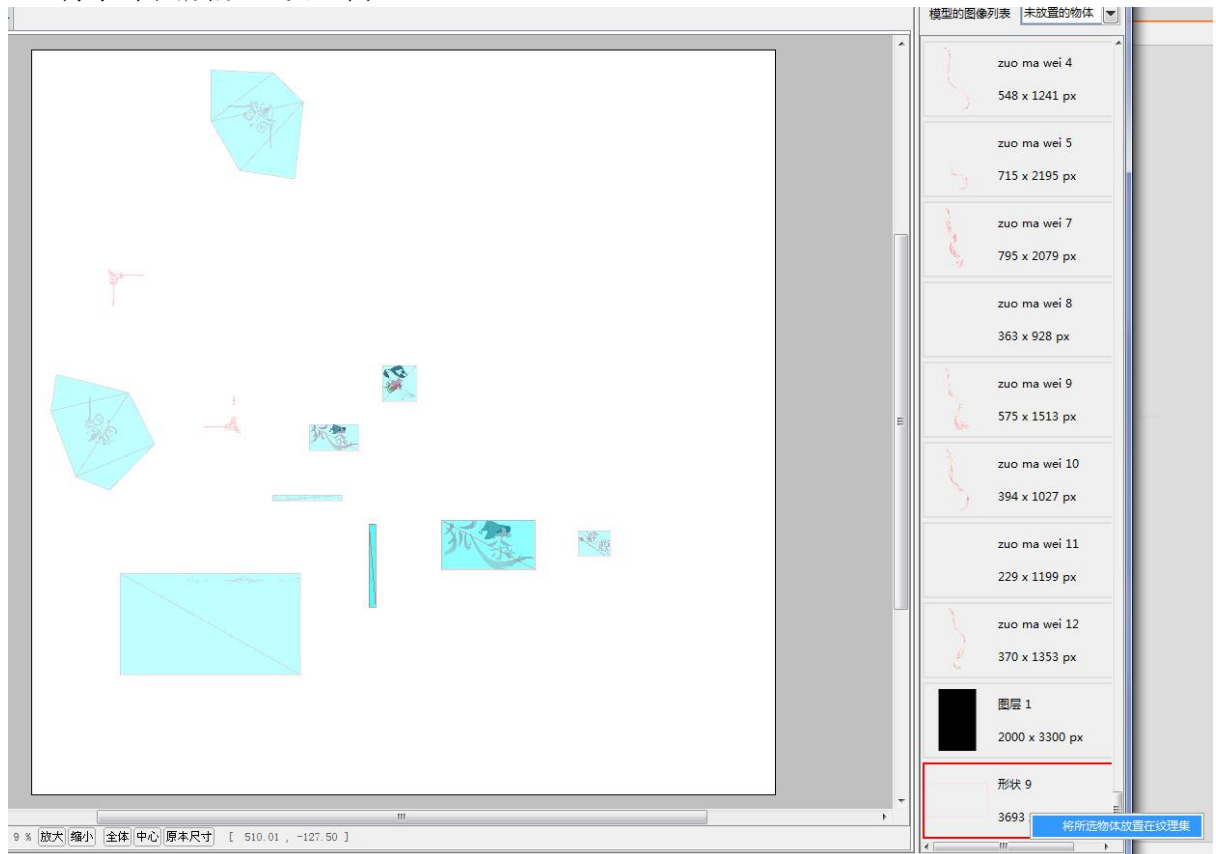 模型的图像列表 未放置的物体
zuo ma wei 4
548 x 1241 px
zuo ma wei 5
715 x 2195 px
zuo ma wei 7
795 x 2079 px
zuo ma wei 8
363 x 928 px
zuo ma wei 9
575 x 1513 px
zuo ma wei 10
394 x 1027 px
zuo ma wei 11
229 x 1199 px
zuo ma wei 12
370 x 1353 px
图层 1
2000 x 3300 px
形状 9
3693
将所选物体放置在纹理集
狐桑
狐桑
9 % 放大 缩小 全体 中心 原本尺寸 [ 510.01 , -127.50 ]